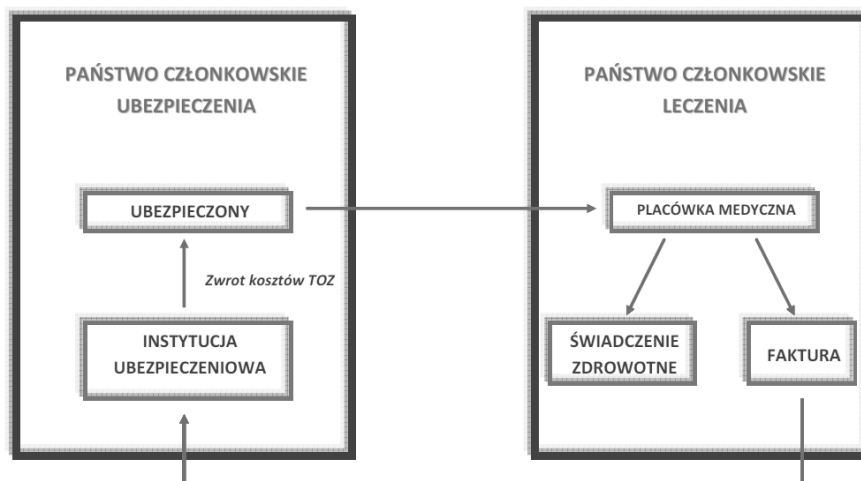 PAŃSTWO CZŁONKOWSKIE
UBEZPIECZENIA
UBEZPIECZONY
Zwrot kosztów TOZ
INSTYTUCJA
UBEZPIECZENIOWA
PAŃSTWO CZŁONKOWSKIE
LECZENIA
PLACÓWKA MEDYCZNA
ŚWIADCZENIE
ZDROWOTNE
FAKTURA